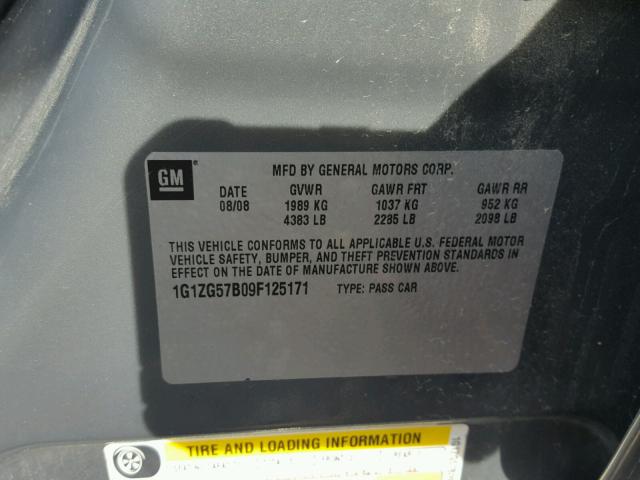 GM
MFD BY GENERAL MOTORS CORP.
DATE GVWR GAWR FRT GAWR RR
08/08 1989 KG 1037 KG 952 KG
4383 LB 2285 LB 2098 LB
THIS VEHICLE CONFORMS TO ALL APPLICABLE U.S. FEDERAL MOTOR
VEHICLE SAFETY, BUMPER, AND THEFT PREVENTION STANDARDS IN
EFFECT ON THE DATE OF MANUFACTURE SHOWN ABOVE.
1G1ZG57B09F125171 TYPE: PASS CAR
TIRE AND LOADING INFORMATION